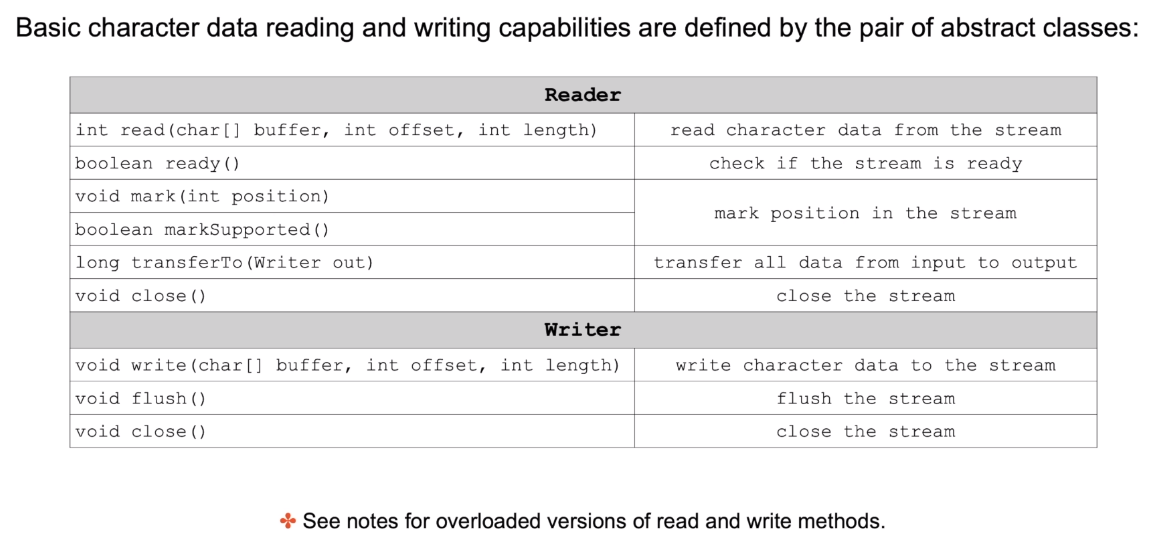 Basic character data reading and writing capabilities are defined by the pair of abstract classes:
Reader
int read(char[] buffer, int offset, int length) read character data from the stream
boolean ready() check if the stream is ready
void mark(int position)
mark position in the stream
boolean markSupported()
long transferTo(Writer out) transfer all data from input to output
void close() close the stream
Writer
void write(char[] buffer, int offset, int length) write character data to the stream
void flush() flush the stream
void close() close the stream
✤ See notes for overloaded versions of read and write methods.